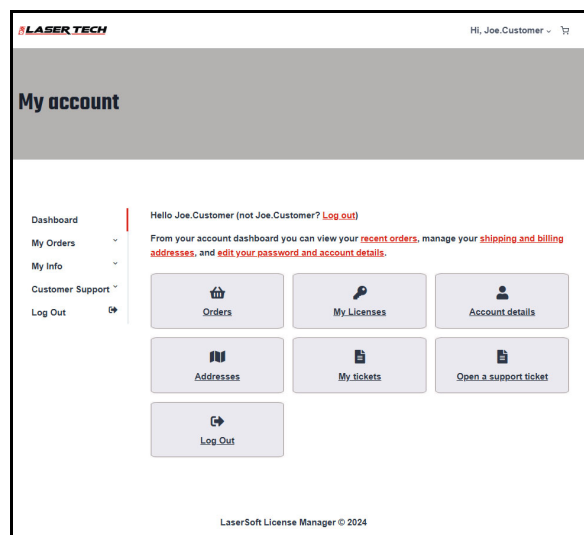 LASER TECH
Hi, Joe.Customer
My account
Dashboard
My Orders
My Info
Customer Support
Log Out
Hello Joe.Customer (not Joe.Customer? Log out)
From your account dashboard you can view your recent orders, manage your shipping and billing
addresses, and edit your password and account details.
Orders
My Licenses
Account details
Addresses
My tickets
Open a support ticket
Log Out
LaserSoft License Manager © 2024